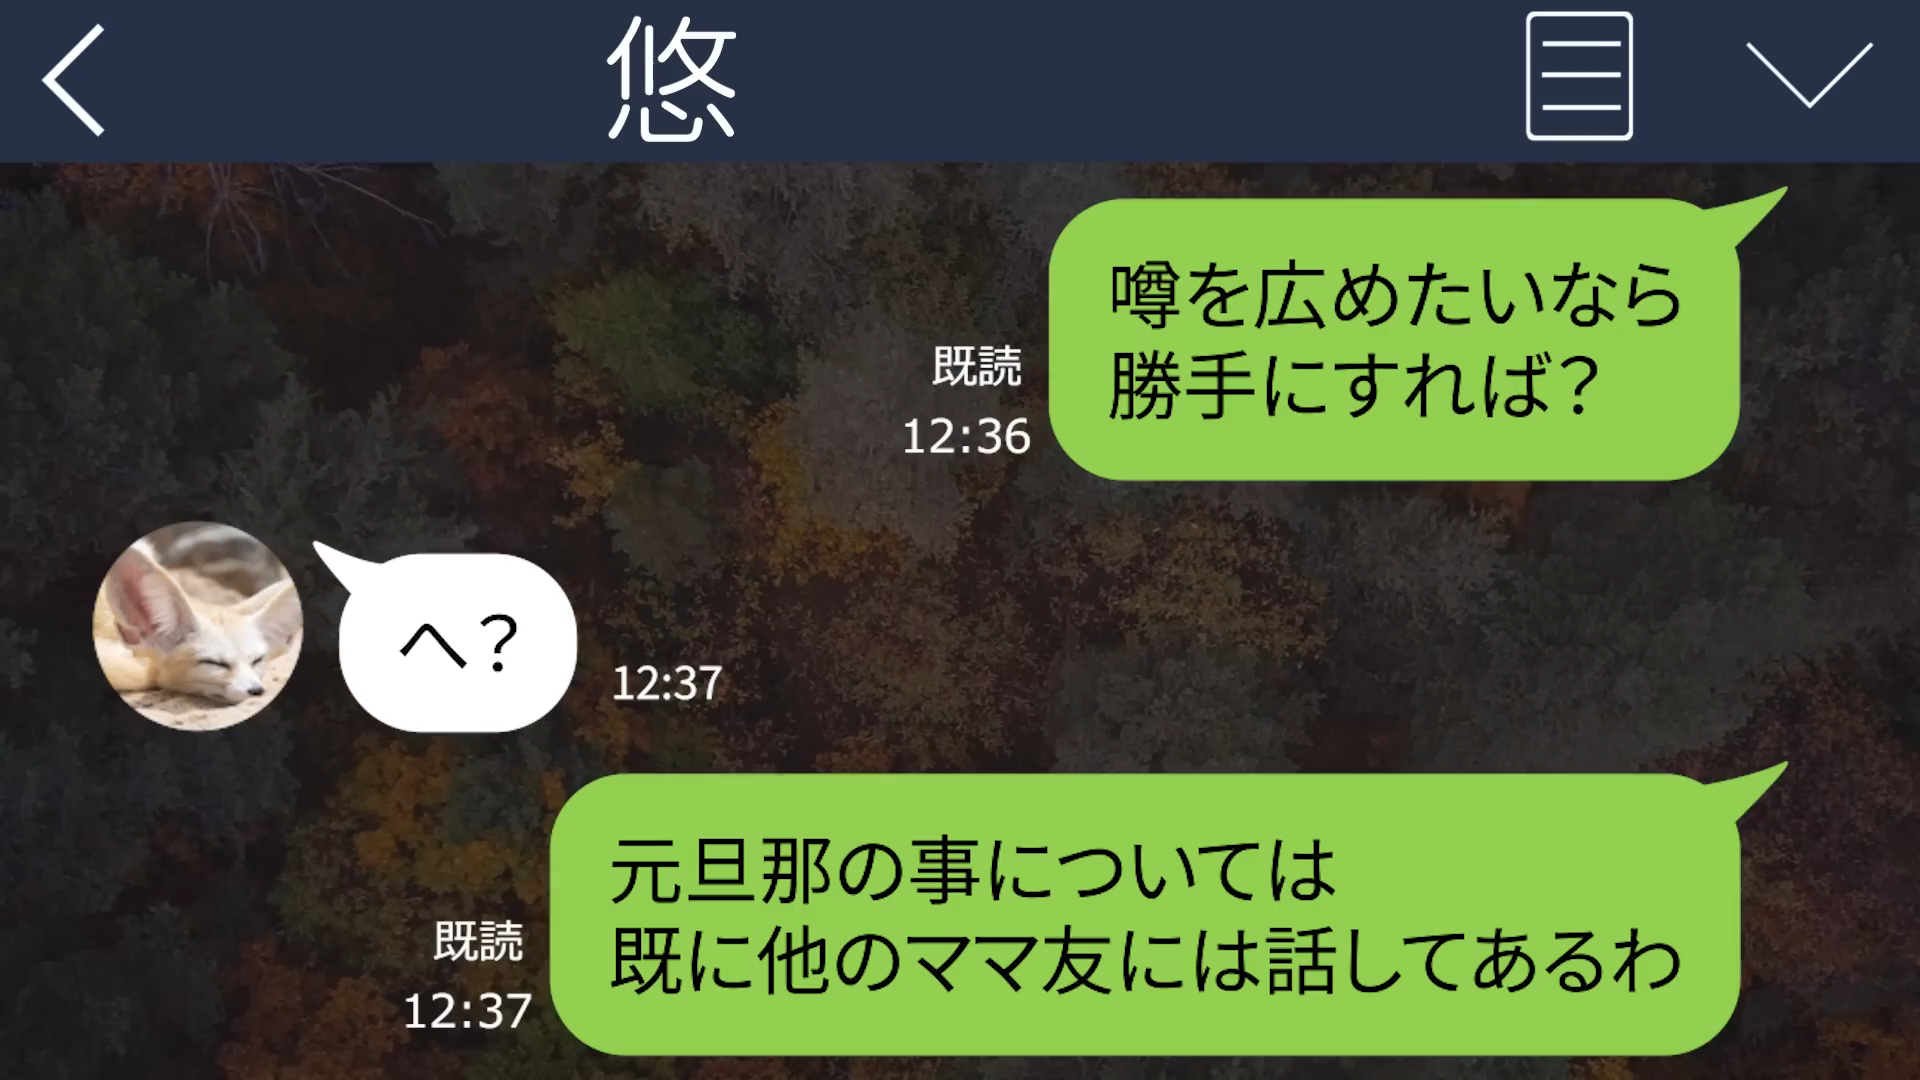 悠
噂を広めたいなら
勝手にすれば？
既読
12:36
へ？
12:37
元旦那の事については
既に他のママ友には話してあるわ
既読
12:37